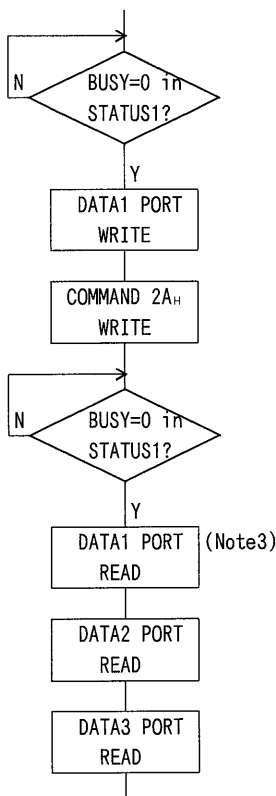 BUSY=0 in
N
STATUS1?
Y
DATA1 PORT
WRITE
COMMAND 2AH
WRITE
BUSY=0 in
N
STATUS1?
Y
DATA1 PORT (Note3)
READ
DATA2 PORT
READ
DATA3 PORT
READ